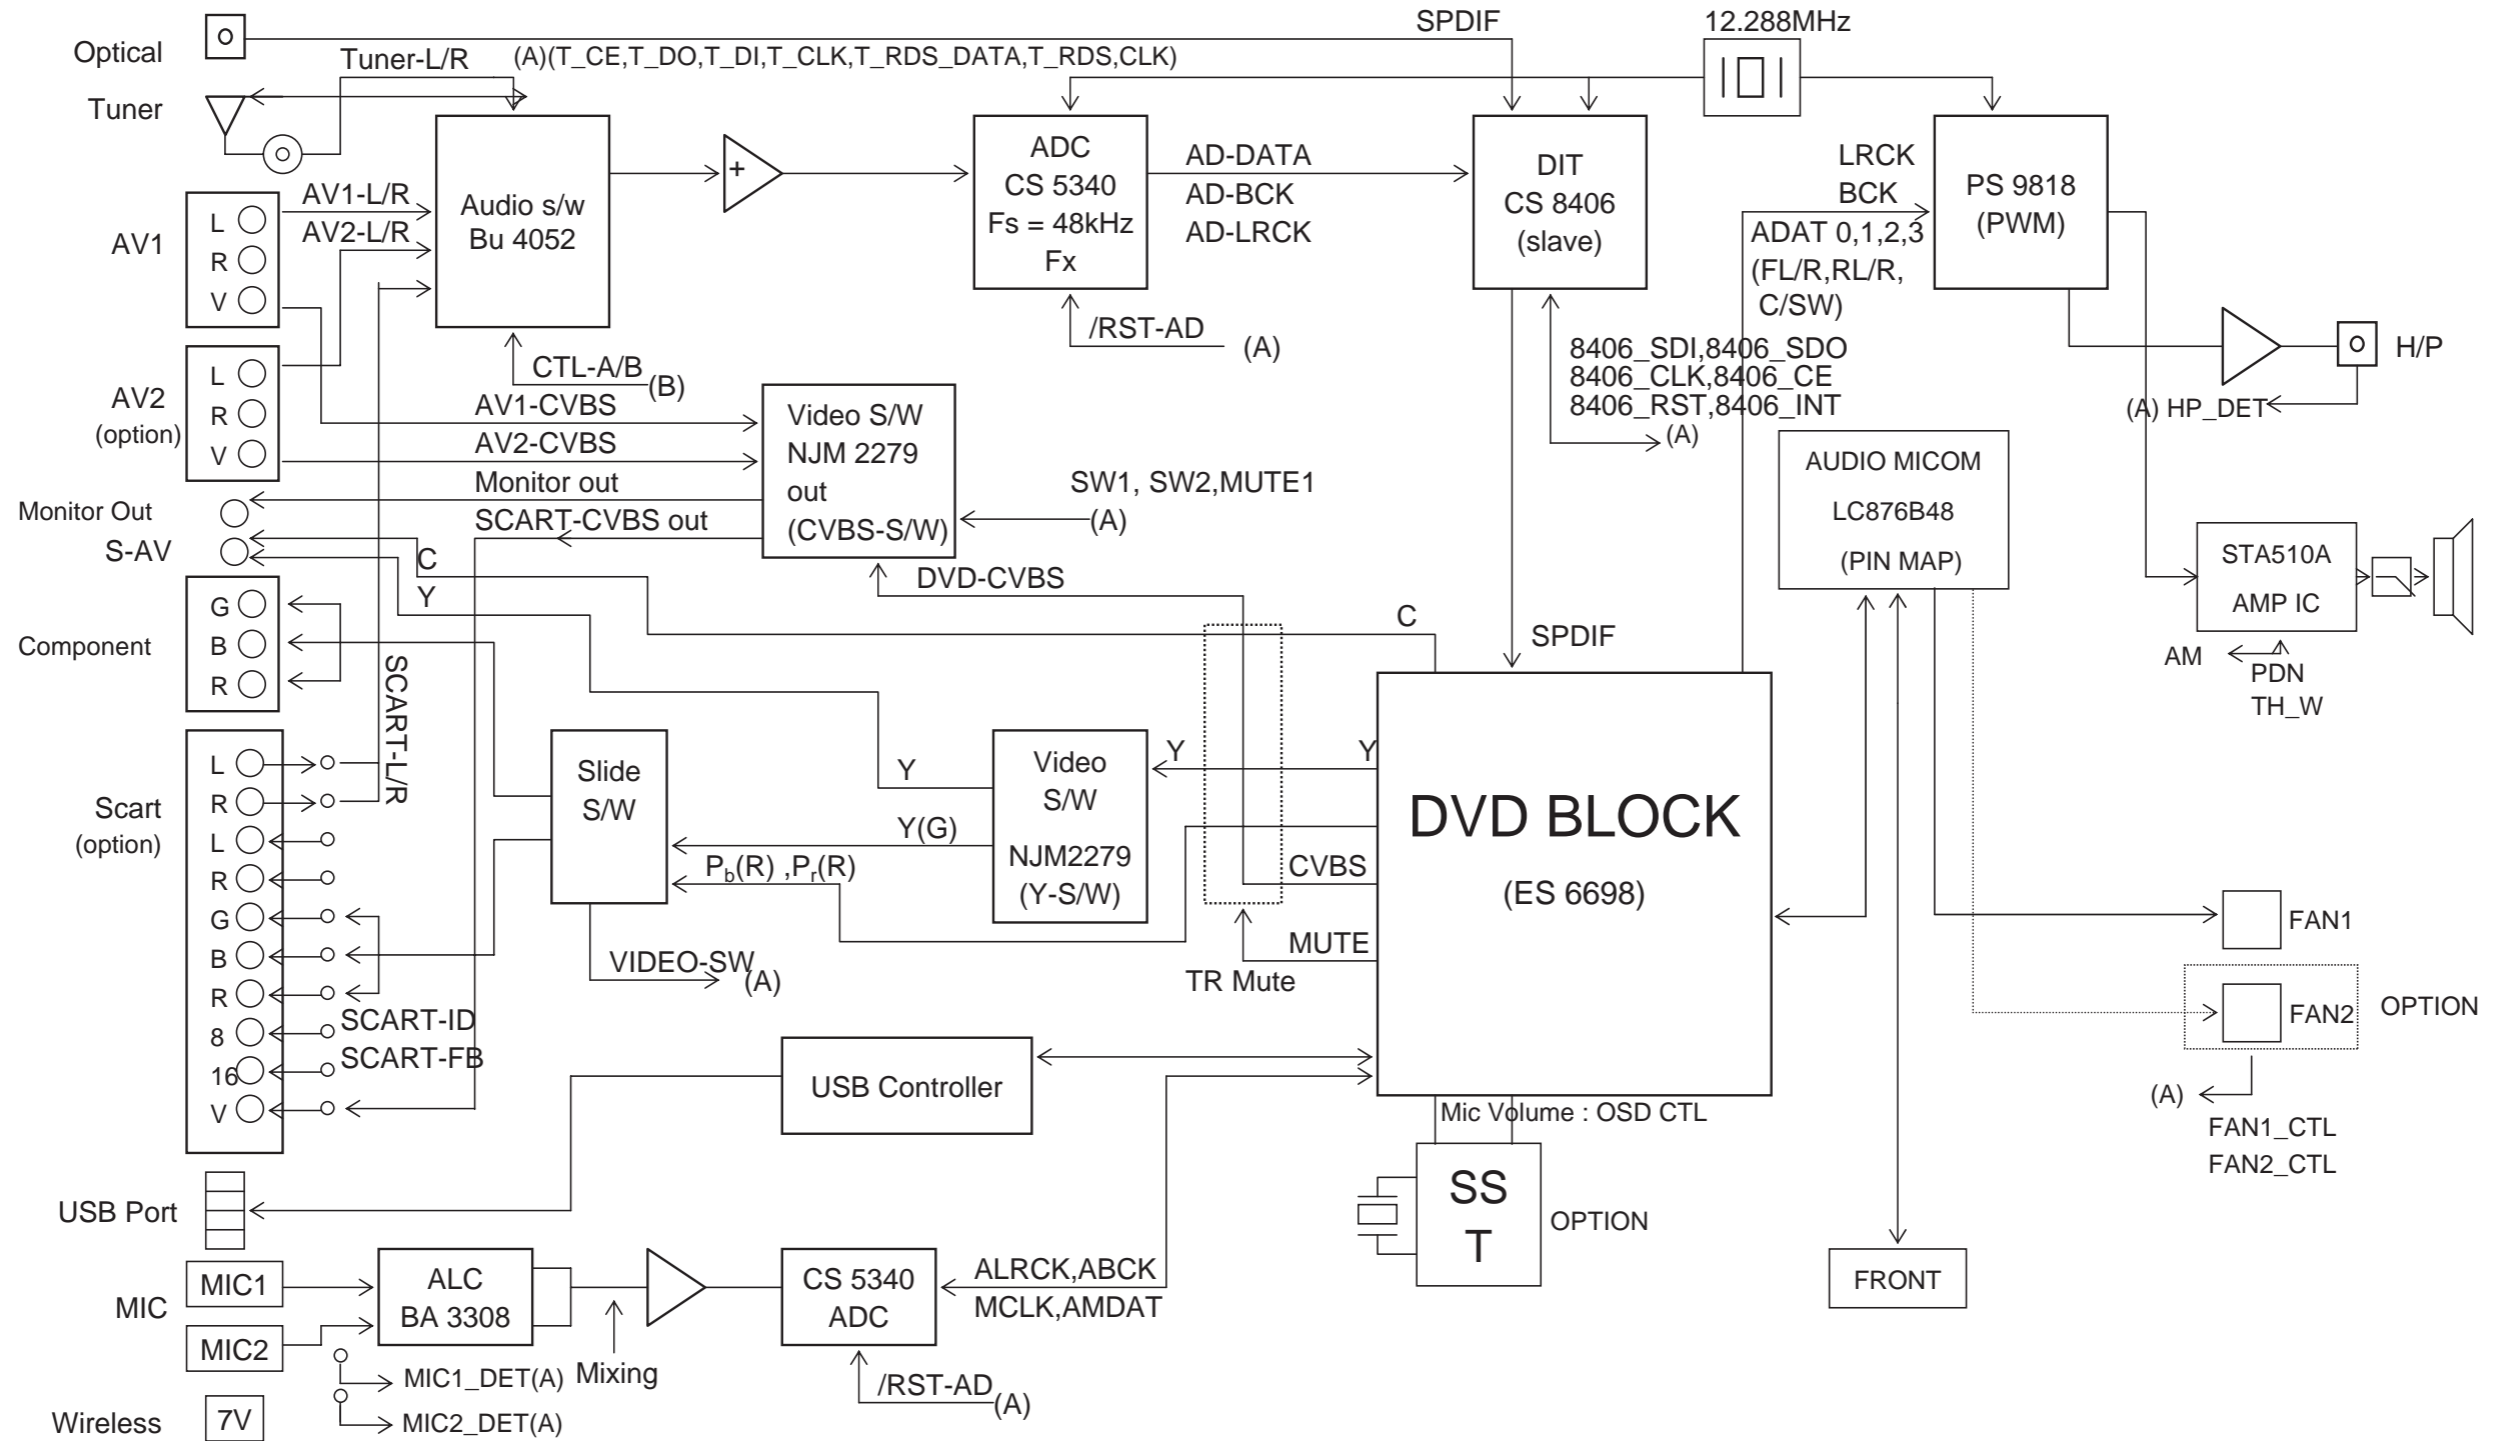 SPDIF
12.288MHz
Optical
Tuner-L/R
(A)(T_CE,T_DO,T_DI,T_CLK,T_RDS_DATA,T_RDS,CLK)
Tuner
AV1
L
R
V
AV1-L/R
AV2-L/R
Audio s/w
Bu 4052
+
ADC
CS 5340
Fs = 48kHz
Fx
AD-DATA
AD-BCK
AD-LRCK
DIT
CS 8406
(slave)
LRCK
BCK
ADAT 0,1,2,3
(FL/R,RL/R,
C/SW)
PS 9818
(PWM)
/RST-AD
(A)
8406_SDI,8406_SDO
8406_CLK,8406_CE
8406_RST,8406_INT
(A)
H/P
(A) HP_DET
CTL-A/B
(B)
AV2
(option)
L
R
V
AV1-CVBS
AV2-CVBS
Monitor out
SCART-CVBS out
Video S/W
NJM 2279
out
(CVBS-S/W)
SW1, SW2,MUTE1
(A)
AUDIO MICOM
LC876B48
(PIN MAP)
Monitor Out
S-AV
C
Y
DVD-CVBS
C
SPDIF
STA510A
AMP IC
AM
PDN
TH_W
Component
G
B
R
SCART-L/R
Scart
(option)
L
R
L
R
G
B
R
8
16
V
SCART-ID
SCART-FB
Slide
S/W
Y
Y(G)
Pb(R) ,Pr(R)
VIDEO-SW
(A)
Video
S/W
NJM2279
(Y-S/W)
Y
Y
CVBS
MUTE
TR Mute
DVD BLOCK
(ES 6698)
FAN1
FAN2
OPTION
(A)
FAN1_CTL
FAN2_CTL
USB Controller
Mic Volume : OSD CTL
SS
T
OPTION
FRONT
USB Port
MIC
MIC1
MIC2
ALC
BA 3308
Mixing
CS 5340
ADC
ALRCK,ABCK
MCLK,AMDAT
/RST-AD
(A)
MIC1_DET(A)
MIC2_DET(A)
Wireless
7V